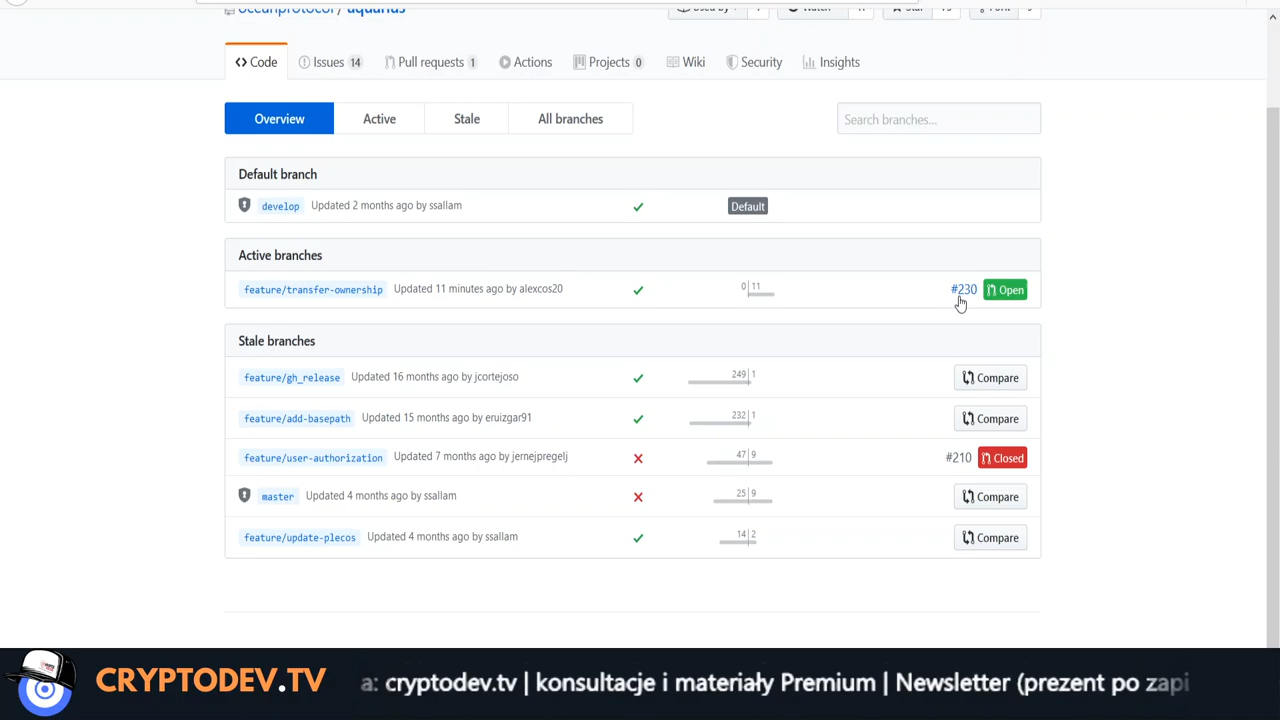 oceanprotocol / aquarius
Code Issues 14 Pull requests 1 Actions Projects 0 Wiki Security Insights
Overview Active Stale All branches Search branches...
Default branch
develop Updated 2 months ago by ssallam Default
Active branches
feature/transfer-ownership Updated 11 minutes ago by alexcos20 0 11 #230 Open
Stale branches
feature/gh_release Updated 16 months ago by jcortejoso 249 1 Compare
feature/add-basepath Updated 15 months ago by eruizgar91 232 1 Compare
feature/user-authorization Updated 7 months ago by jernejpregelj 47 9 #210 Closed
master Updated 4 months ago by ssallam 25 9 Compare
feature/update-plecos Updated 4 months ago by ssallam 14 2 Compare
CRYPTODEV.TV a: cryptodev.tv | konsultacje i materiały Premium | Newsletter (prezent po zapi